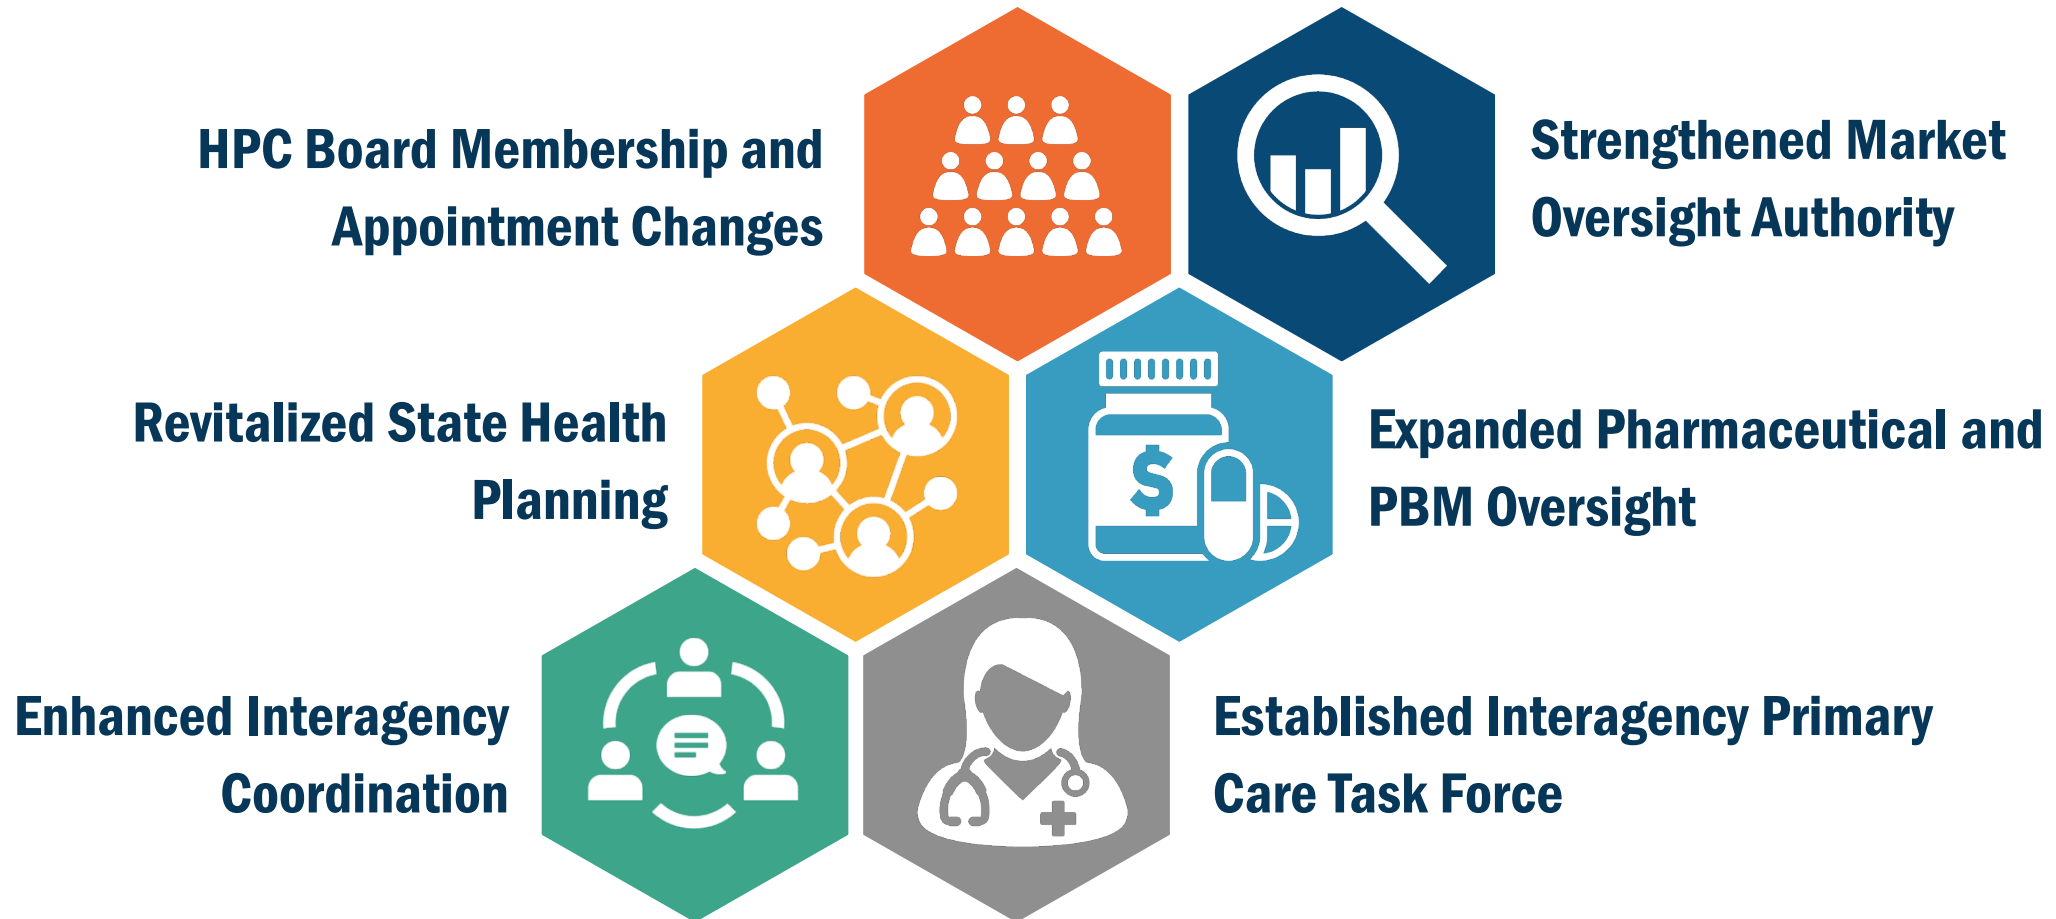 HPC Board Membership and
Appointment Changes
Strengthened Market
Oversight Authority
Revitalized State Health
Planning
$
Expanded Pharmaceutical and
PBM Oversight
Enhanced Interagency
Coordination
Established Interagency Primary
Care Task Force